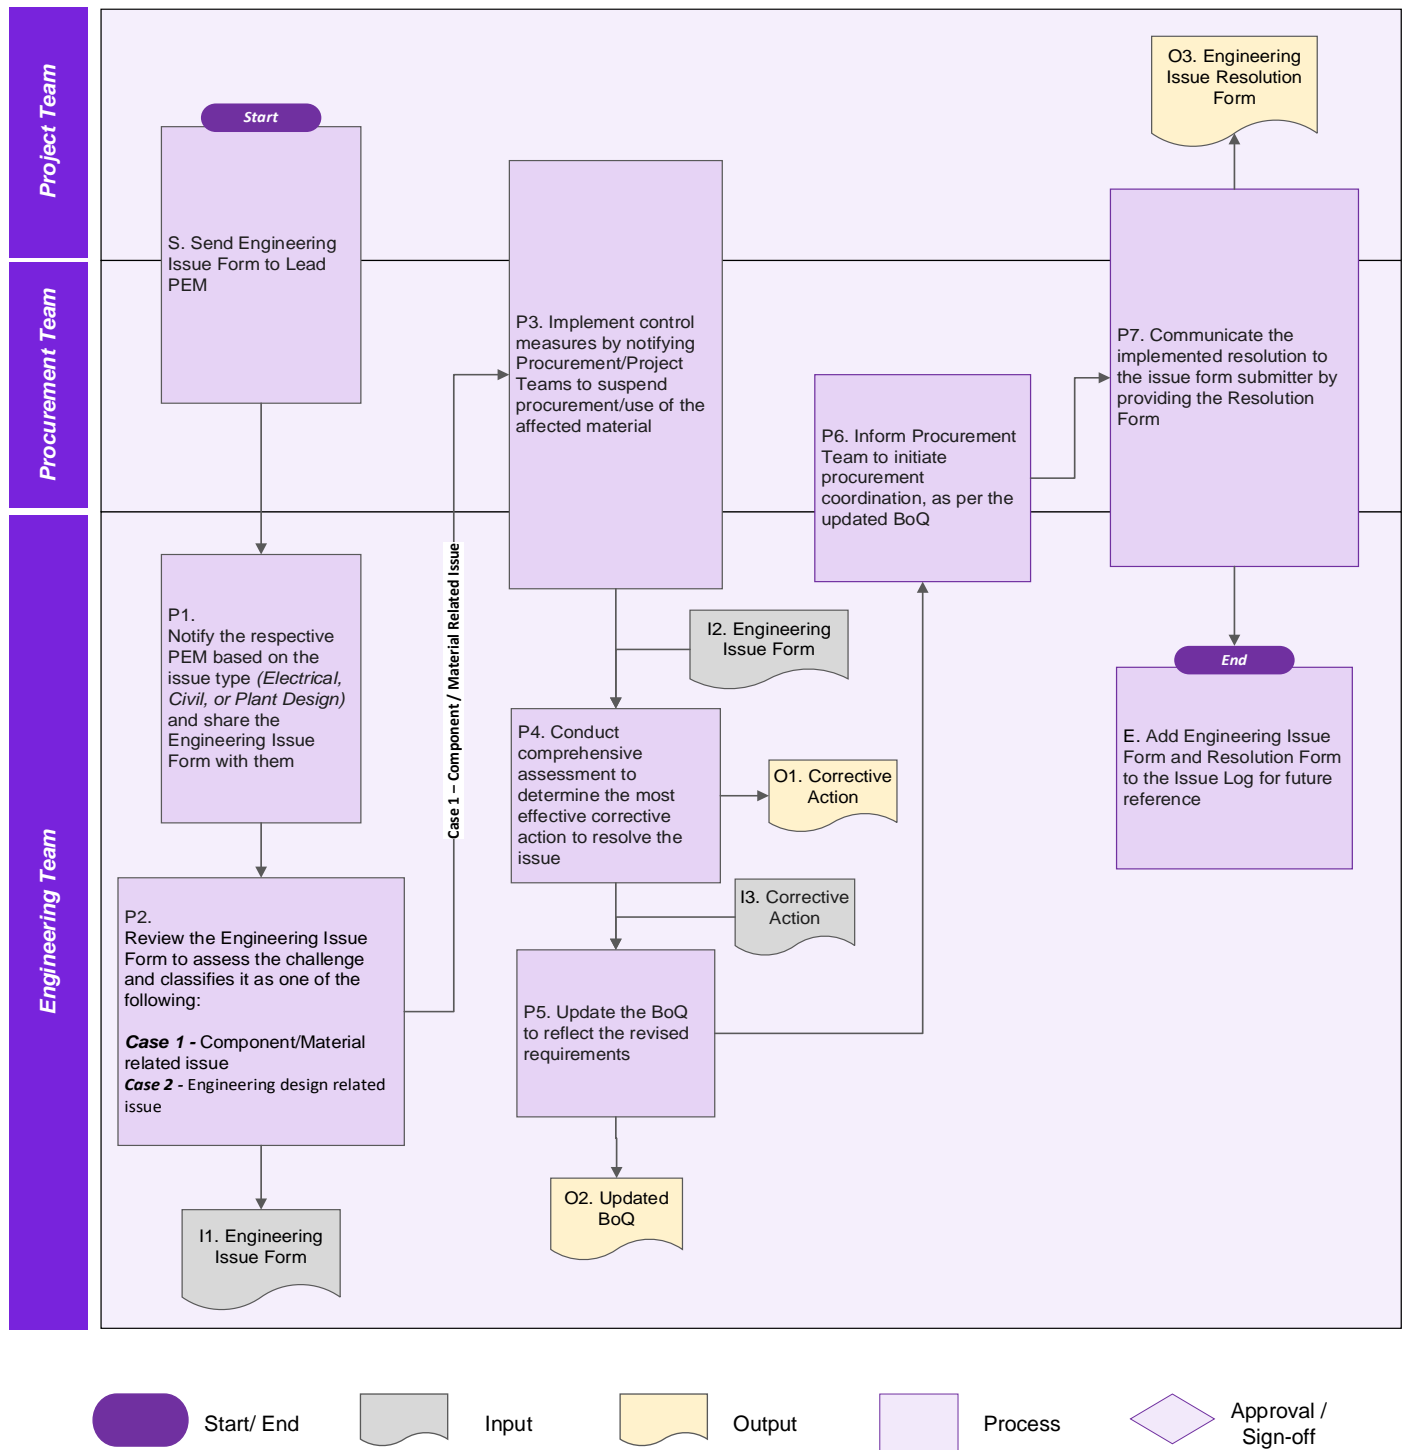 Project Team
Procurement Team
Engineering Team
Start
S. Send Engineering
Issue Form to Lead
PEM
P1.
Notify the respective
PEM based on the
issue type (Electrical,
Civil, or Plant Design)
and share the
Engineering Issue
Form with them
P2.
Review the Engineering Issue
Form to assess the challenge
and classifies it as one of the
following:
Case 1 - Component/Material
related issue
Case 2 - Engineering design related
issue
I1. Engineering
Issue Form
Case 1 – Component / Material Related Issue
P3. Implement control
measures by notifying
Procurement/Project
Teams to suspend
procurement/use of the
affected material
I2. Engineering
Issue Form
P4. Conduct
comprehensive
assessment to
determine the most
effective corrective
action to resolve the
issue
O1. Corrective
Action
I3. Corrective
Action
P5. Update the BoQ
to reflect the revised
requirements
O2. Updated
BoQ
P6. Inform Procurement
Team to initiate
procurement
coordination, as per the
updated BoQ
O3. Engineering
Issue Resolution
Form
P7. Communicate the
implemented resolution to
the issue form submitter by
providing the Resolution
Form
End
E. Add Engineering Issue
Form and Resolution Form
to the Issue Log for future
reference
Start/ End
Input
Output
Process
Approval /
Sign-off